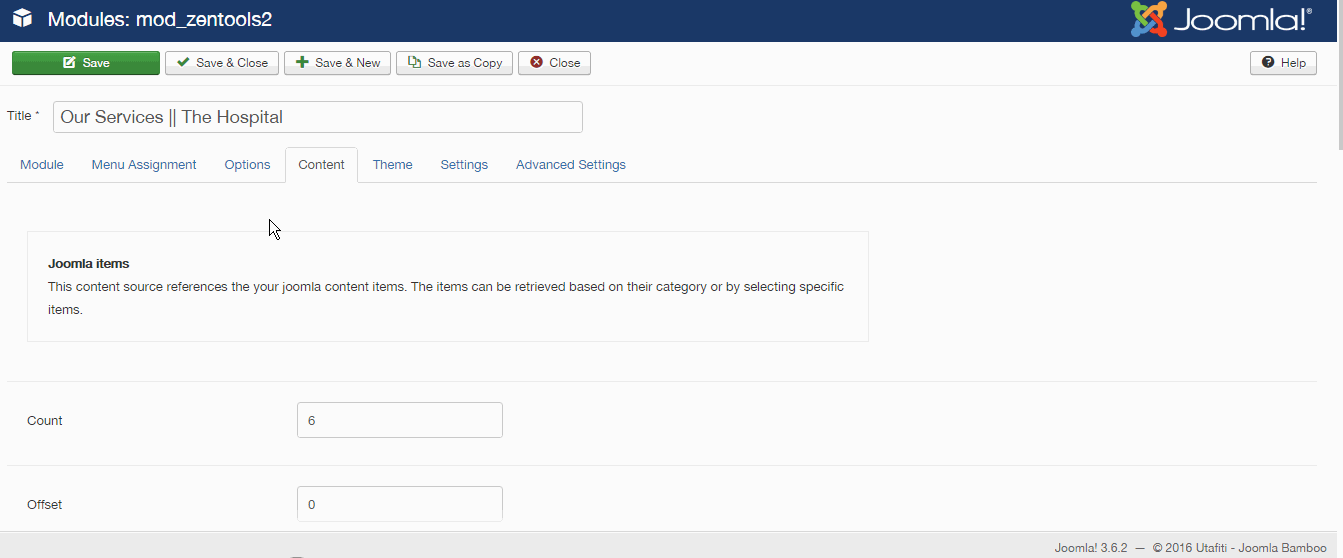 Modules: mod_zentools2
Joomla!®
Save
Save & Close
Save & New
Save as Copy
Close
Help
Title *
Our Services || The Hospital
Module
Menu Assignment
Options
Content
Theme
Settings
Advanced Settings
Joomla items
This content source references the your joomla content items. The items can be retrieved based on their category or by selecting specific
items.
Count
6
Offset
0
Joomla! 3.6.2 — © 2016 Utafiti - Joomla Bamboo